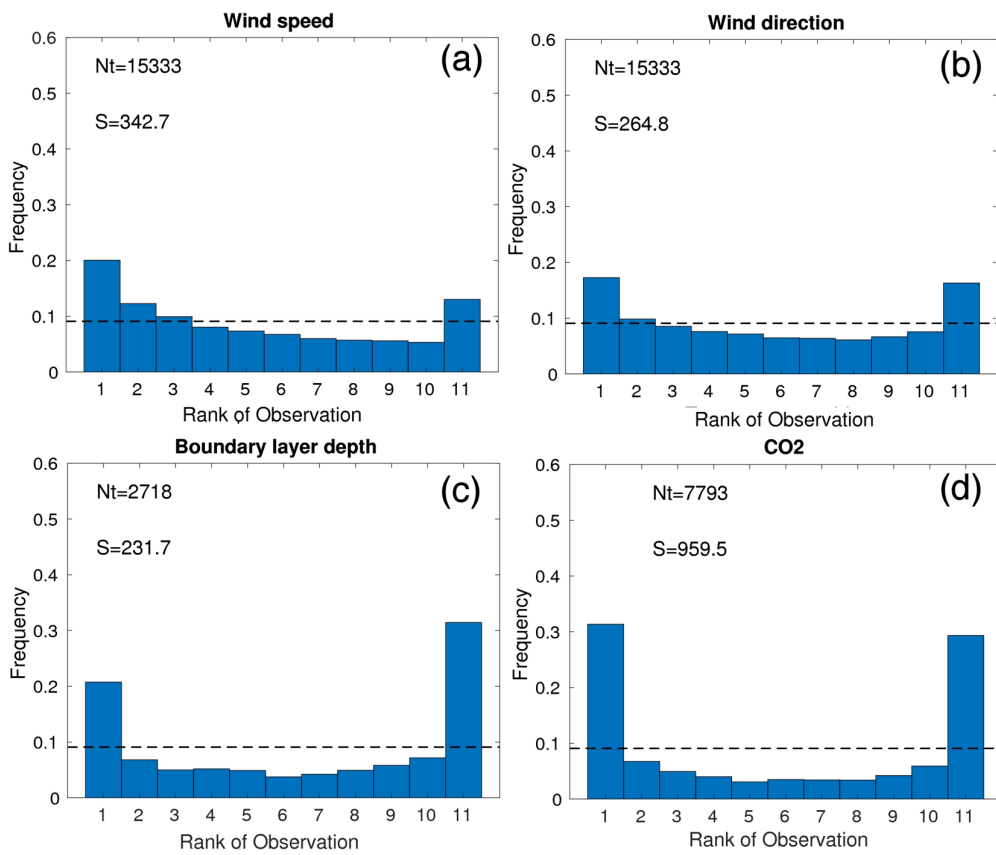 Wind speed
(a)
Nt=15333
S=342.7
Frequency
0.6
0.5
0.4
0.3
0.2
0.1
0
1 2 3 4 5 6 7 8 9 10 11
Rank of Observation
Wind direction
(b)
Nt=15333
S=264.8
Frequency
0.6
0.5
0.4
0.3
0.2
0.1
0
1 2 3 4 5 6 7 8 9 10 11
Rank of Observation
Boundary layer depth
(c)
Nt=2718
S=231.7
Frequency
0.6
0.5
0.4
0.3
0.2
0.1
0
1 2 3 4 5 6 7 8 9 10 11
Rank of Observation
CO2
(d)
Nt=7793
S=959.5
Frequency
0.6
0.5
0.4
0.3
0.2
0.1
0
1 2 3 4 5 6 7 8 9 10 11
Rank of Observation